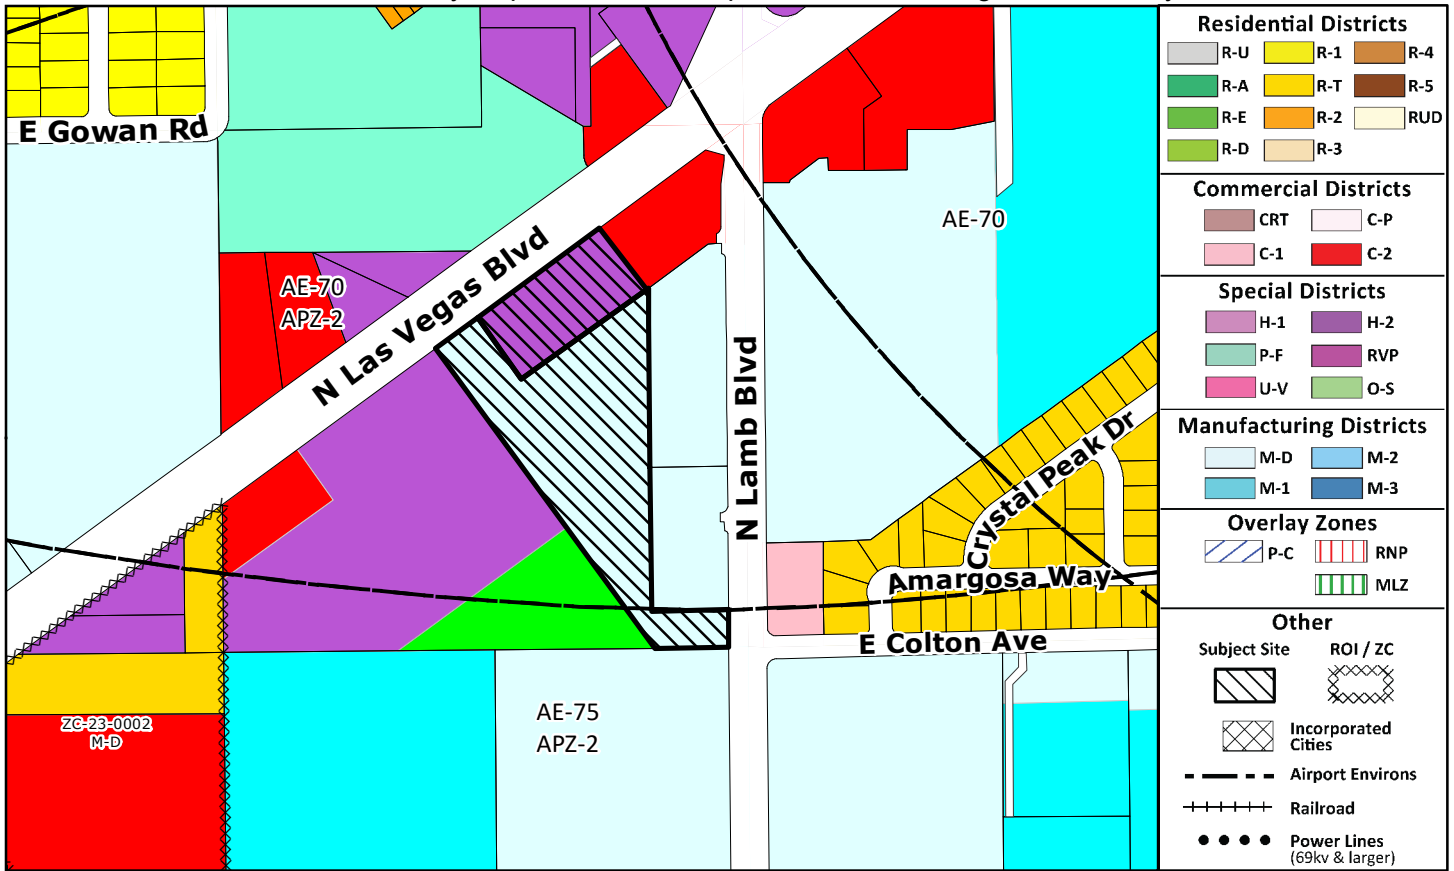 E Gowan Rd
AE-70
AE-70
APZ-2
N Las Vegas Blvd
N Lamb Blvd
Crystal Peak Dr
Amargosa Way
E Colton Ave
AE-75
APZ-2
ZC-23-0002
M-D
Residential Districts
R-U R-1 R-4
R-A R-T R-5
R-E R-2 RUD
R-D R-3
Commercial Districts
CRT C-P
C-1 C-2
Special Districts
H-1 H-2
P-F RVP
U-V O-S
Manufacturing Districts
M-D M-2
M-1 M-3
Overlay Zones
P-C RNP
MLZ
Other
Subject Site ROI / ZC
Incorporated
Cities
Airport Environs
Railroad
Power Lines
(69kv & larger)